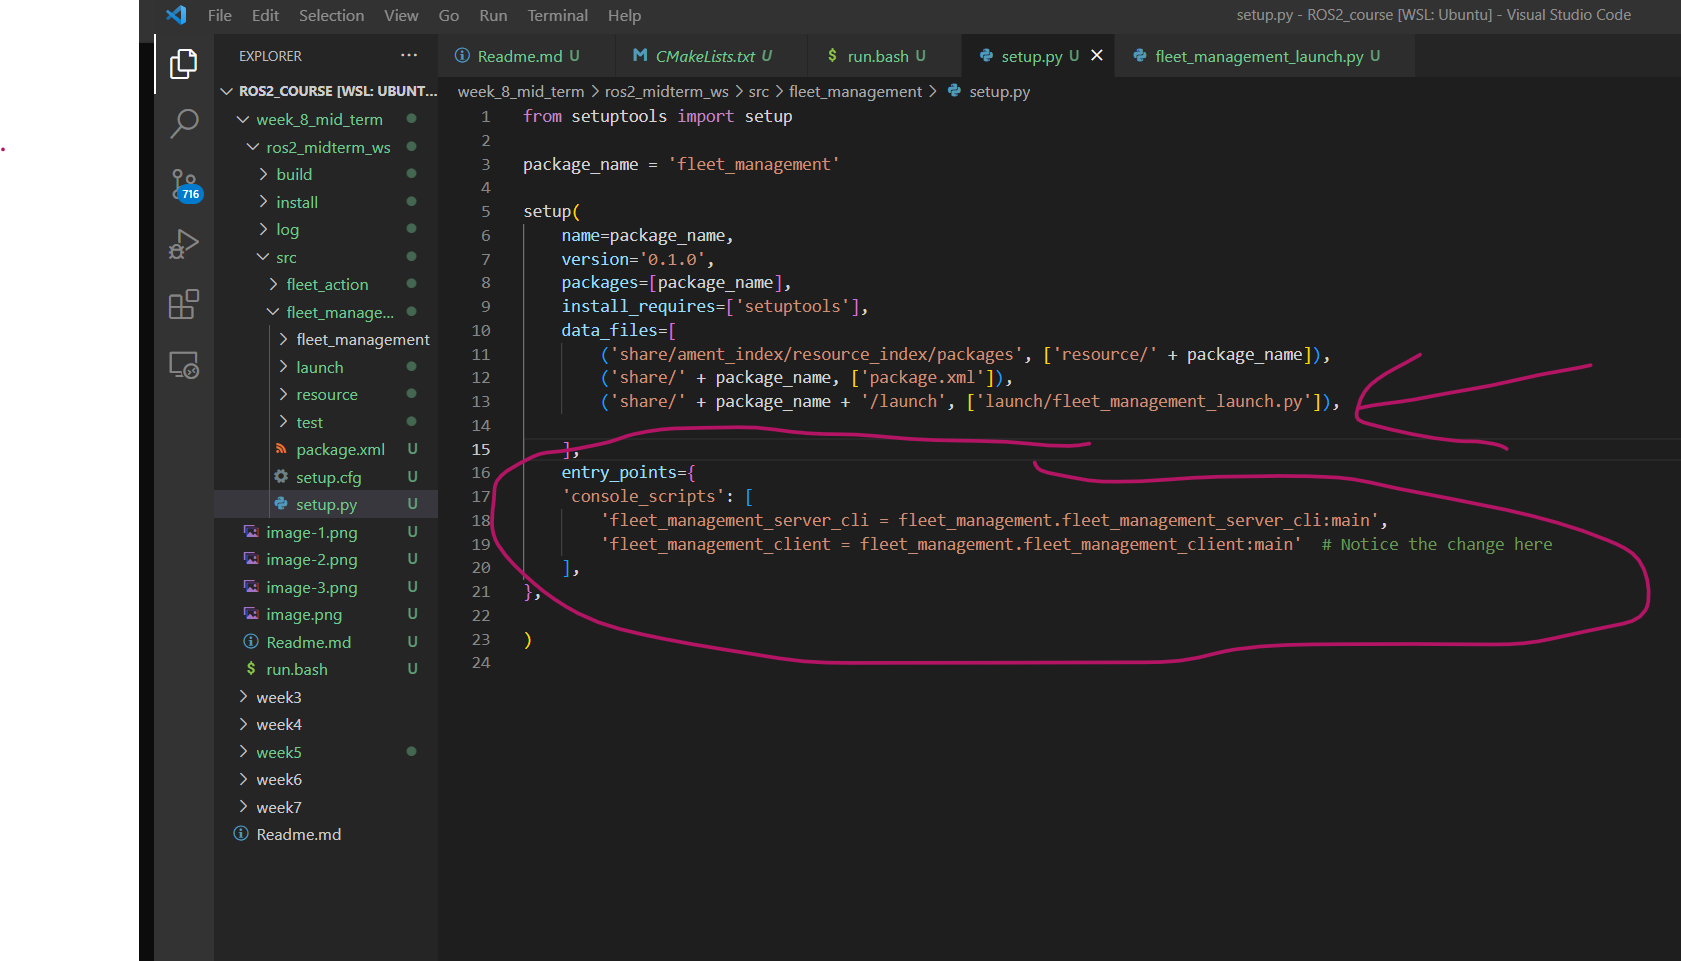 File Edit Selection View Go Run Terminal Help
setup.py - ROS2_course [WSL: Ubuntu] - Visual Studio Code
EXPLORER
ROS2_COURSE [WSL: UBUNT...
week_8_mid_term
ros2_midterm_ws
build
install
log
src
fleet_action
fleet_manage...
fleet_management
launch
resource
test
package.xml U
setup.cfg U
setup.py U
image-1.png U
image-2.png U
image-3.png U
image.png U
Readme.md U
run.bash U
week3
week4
week5
week6
week7
Readme.md
716
Readme.md U CMakeLists.txt U run.bash U setup.py U fleet_management_launch.py U
week_8_mid_term > ros2_midterm_ws > src > fleet_management > setup.py
1 from setuptools import setup
2
3 package_name = 'fleet_management'
4
5 setup(
6 name=package_name,
7 version='0.1.0',
8 packages=[package_name],
9 install_requires=['setuptools'],
10 data_files=[
11 ('share/ament_index/resource_index/packages', ['resource/' + package_name]),
12 ('share/' + package_name, ['package.xml']),
13 ('share/' + package_name + '/launch', ['launch/fleet_management_launch.py']),
14
15 ],
16 entry_points={
17 'console_scripts': [
18 'fleet_management_server_cli = fleet_management.fleet_management_server_cli:main',
19 'fleet_management_client = fleet_management.fleet_management_client:main' # Notice the change here
20 ],
21 },
22
23 )
24